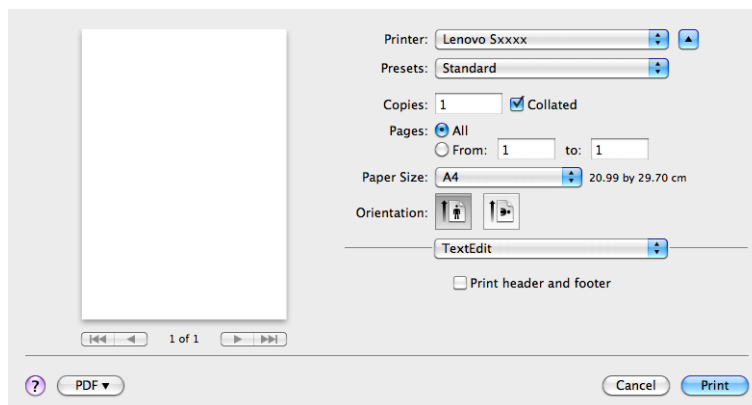 Printer: Lenovo Sxxxx
Presets: Standard
Copies: 1 Collated
Pages: All
From: 1 to: 1
Paper Size: A4 20.99 by 29.70 cm
Orientation:
TextEdit
Print header and footer
1 of 1
? PDF▼ Cancel Print